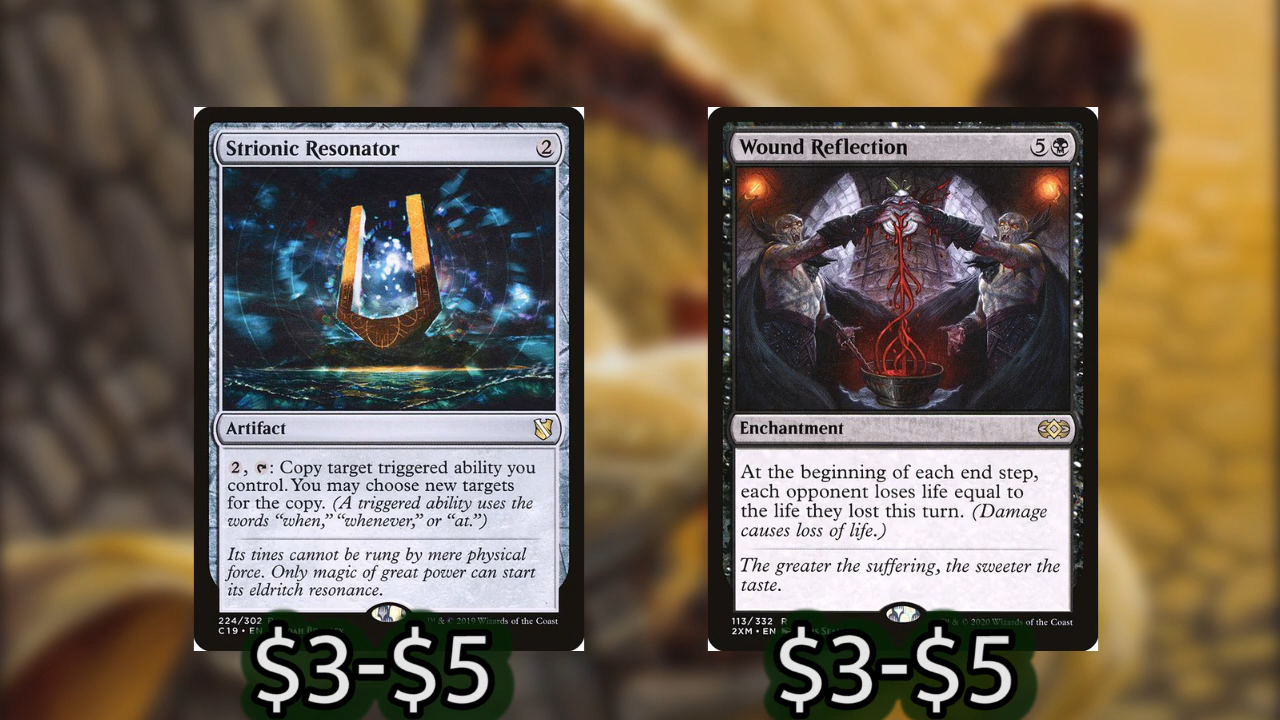 Strionic Resonator 2
Artifact
2, : Copy target triggered ability you
control. You may choose new targets
for the copy. (A triggered ability uses the
words “when,” “whenever,” or “at.”)
Its tines cannot be rung by mere physical
force. Only magic of great power can start
its eldritch resonance.
224/302 R
C19 • EN
& © 2019 Wizards of the Coast
$3-$5
Wound Reflection 5
Enchantment
At the beginning of each end step,
each opponent loses life equal to
the life they lost this turn. (Damage
causes loss of life.)
The greater the suffering, the sweeter the
taste.
113/332 R
2XM • EN
& © 2020 Wizards of the Coast
$3-$5